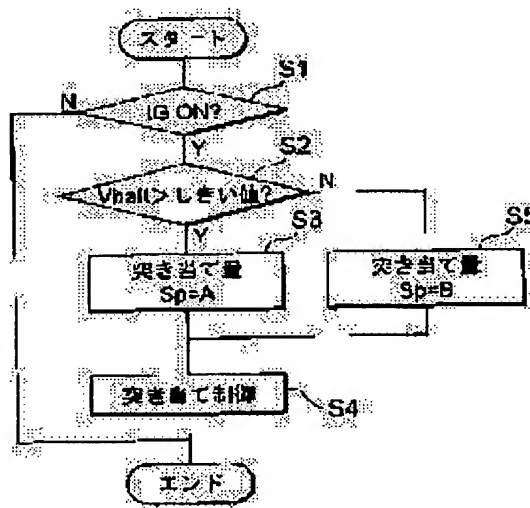 スタート
S1
N
IG ON?
Y
S2
しきい値?
N
Y
S3
S5
突き当て量
Sp=A
突き当て量
Sp=B
突き当て制御
S4
エンド